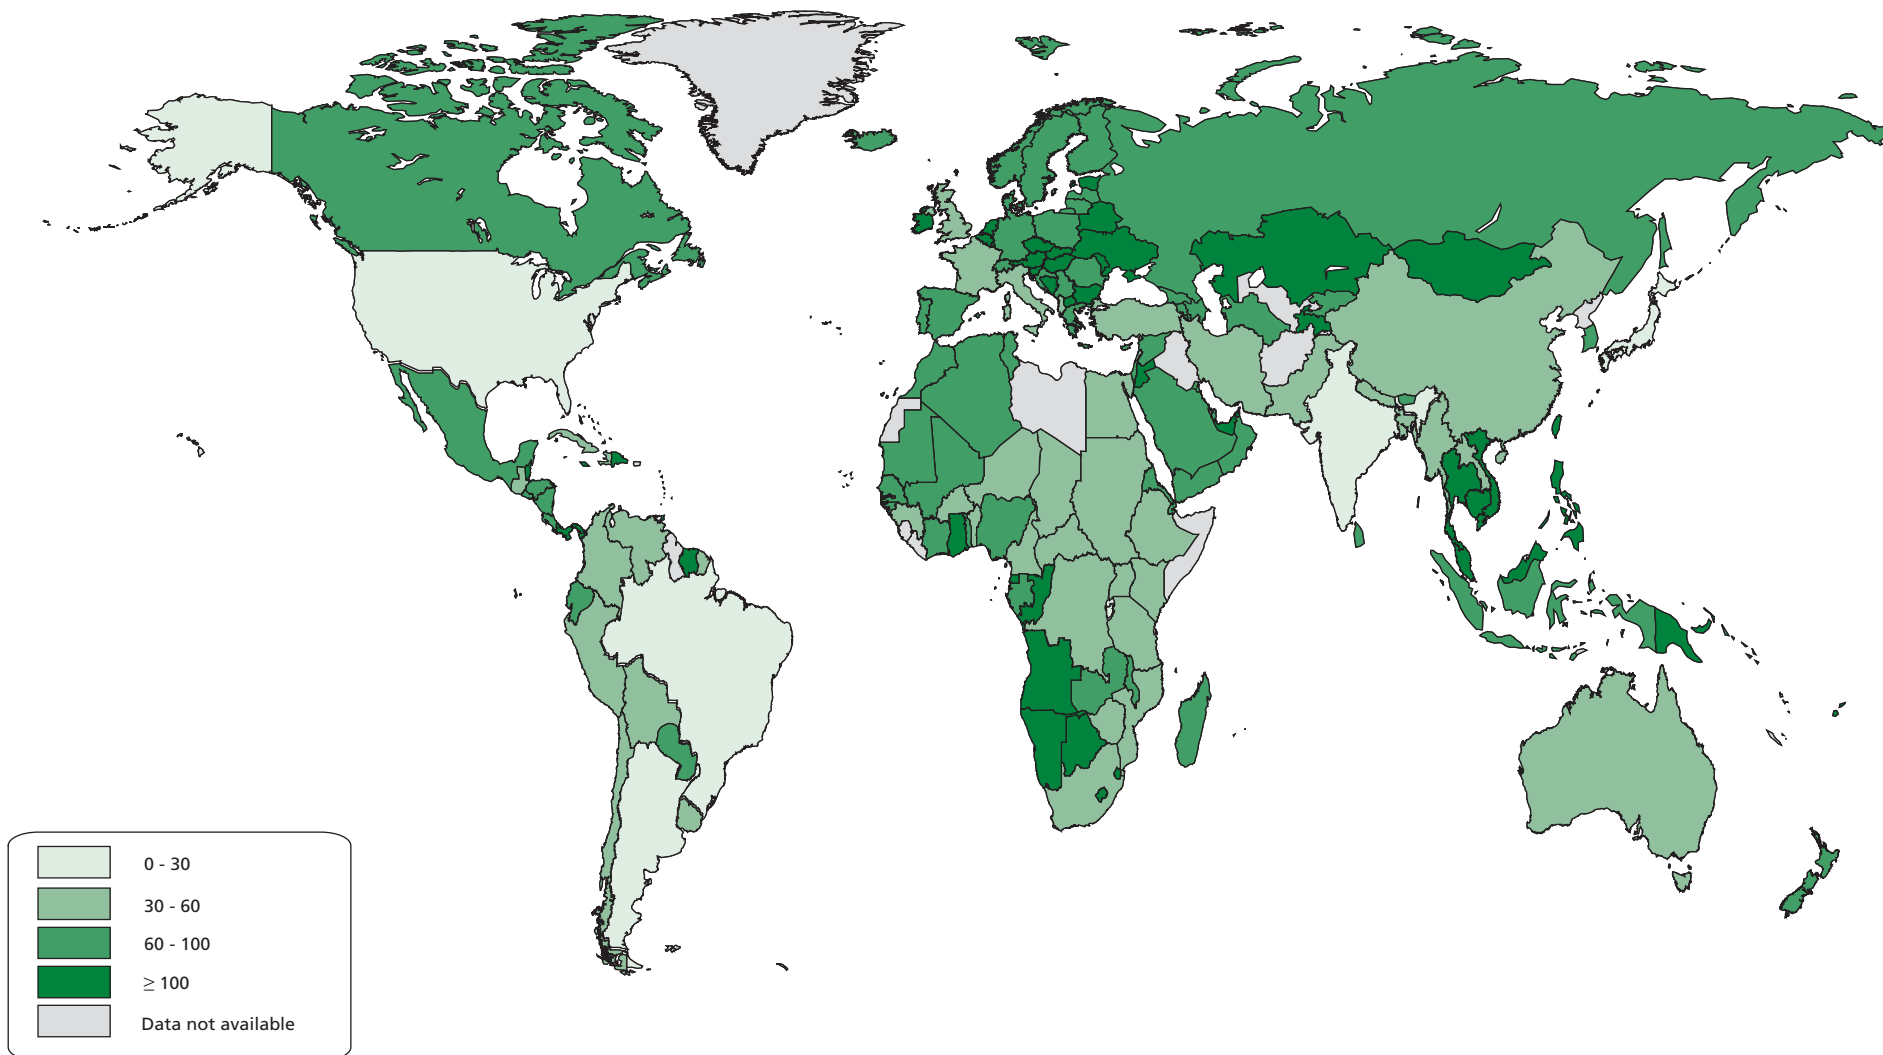 0 - 30
30 - 60
60 - 100
≥ 100
Data not available